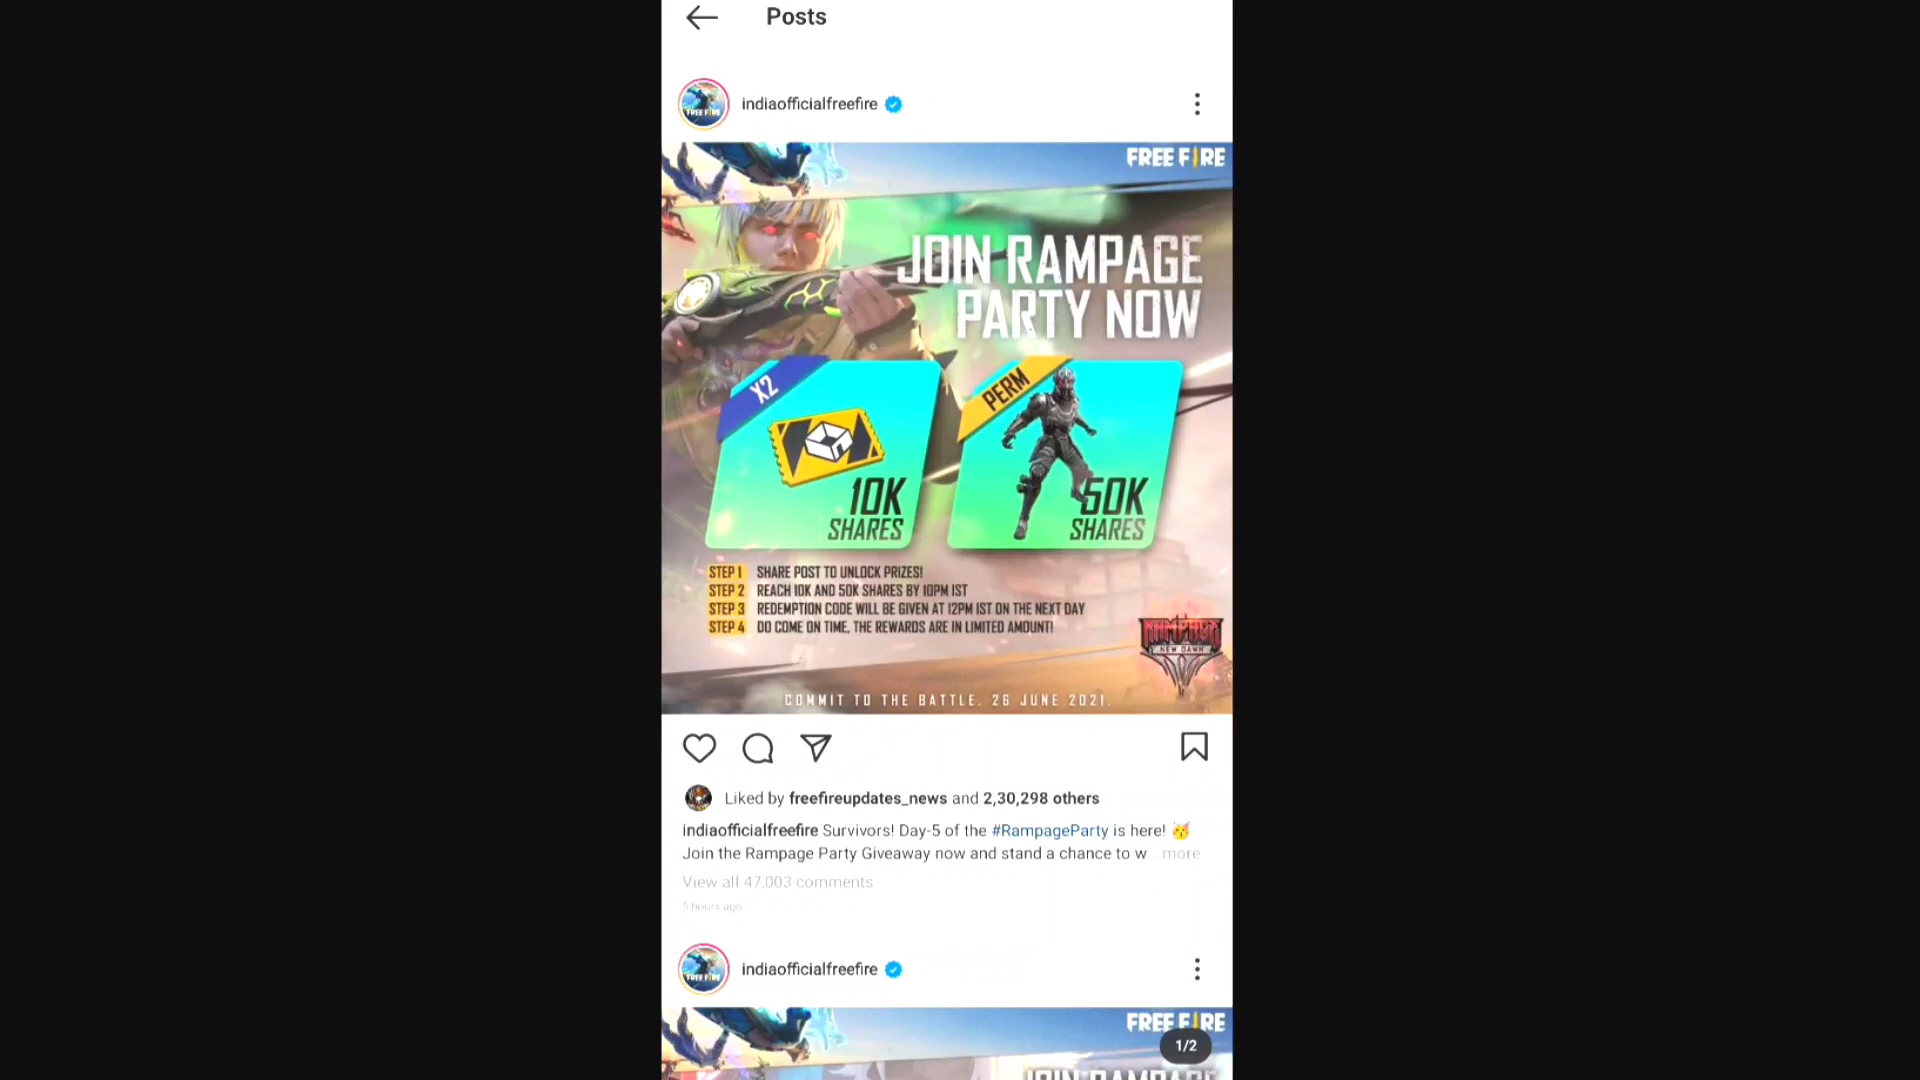 Posts
indiaofficialfreefire
FREE FIRE
JOIN RAMPAGE
PARTY NOW
X2
10K
SHARES
PERM
50K
SHARES
STEP 1 SHARE POST TO UNLOCK PRIZES!
STEP 2 REACH 10K AND 50K SHARES BY 10PM IST
STEP 3 REDEMPTION CODE WILL BE GIVEN AT 12PM IST ON THE NEXT DAY
STEP 4 DO COME ON TIME, THE REWARDS ARE IN LIMITED AMOUNT!
RAMPAGE
NEW DAWN
COMMIT TO THE BATTLE. 26 JUNE 2021.
Liked by freefireupdates_news and 2,30,298 others
indiaofficialfreefire Survivors! Day-5 of the #RampageParty is here! 🥳
Join the Rampage Party Giveaway now and stand a chance to w... more
View all 47,003 comments
5 hours ago
indiaofficialfreefire
FREE FIRE
1/2
JOIN RAMPAGE